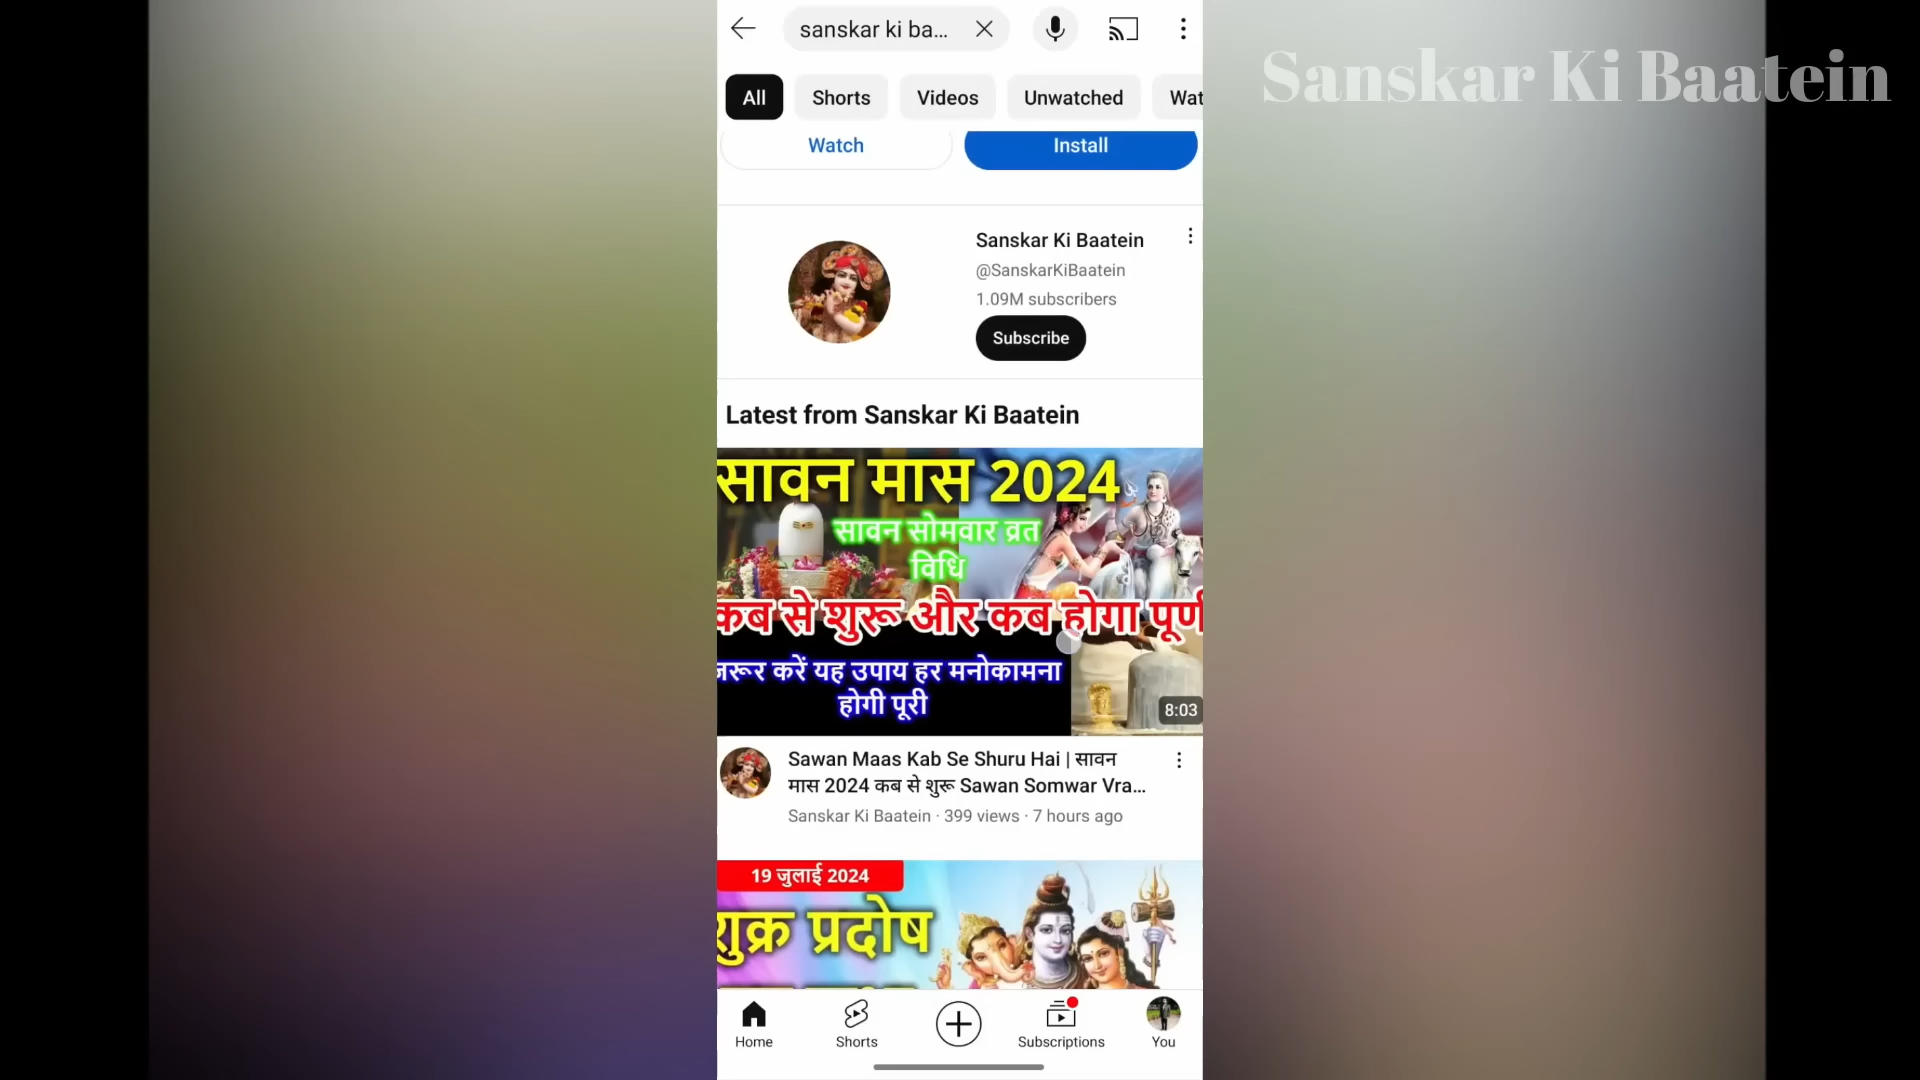 sanskar ki ba...
Sanskar Ki Baatein
All Shorts Videos Unwatched Wat
Watch Install
Sanskar Ki Baatein
@SanskarKiBaatein
1.09M subscribers
Subscribe
Latest from Sanskar Ki Baatein
सावन मास 2024
सावन सोमवार व्रत
विधि
कब से शुरू और कब होगा पूर्ण
जरूर करें यह उपाय हर मनोकामना
होगी पूरी
8:03
Sawan Maas Kab Se Shuru Hai | सावन
मास 2024 कब से शुरू Sawan Somwar Vra...
Sanskar Ki Baatein · 399 views · 7 hours ago
19 जुलाई 2024
शुक्र प्रदोष
Home Shorts Subscriptions You